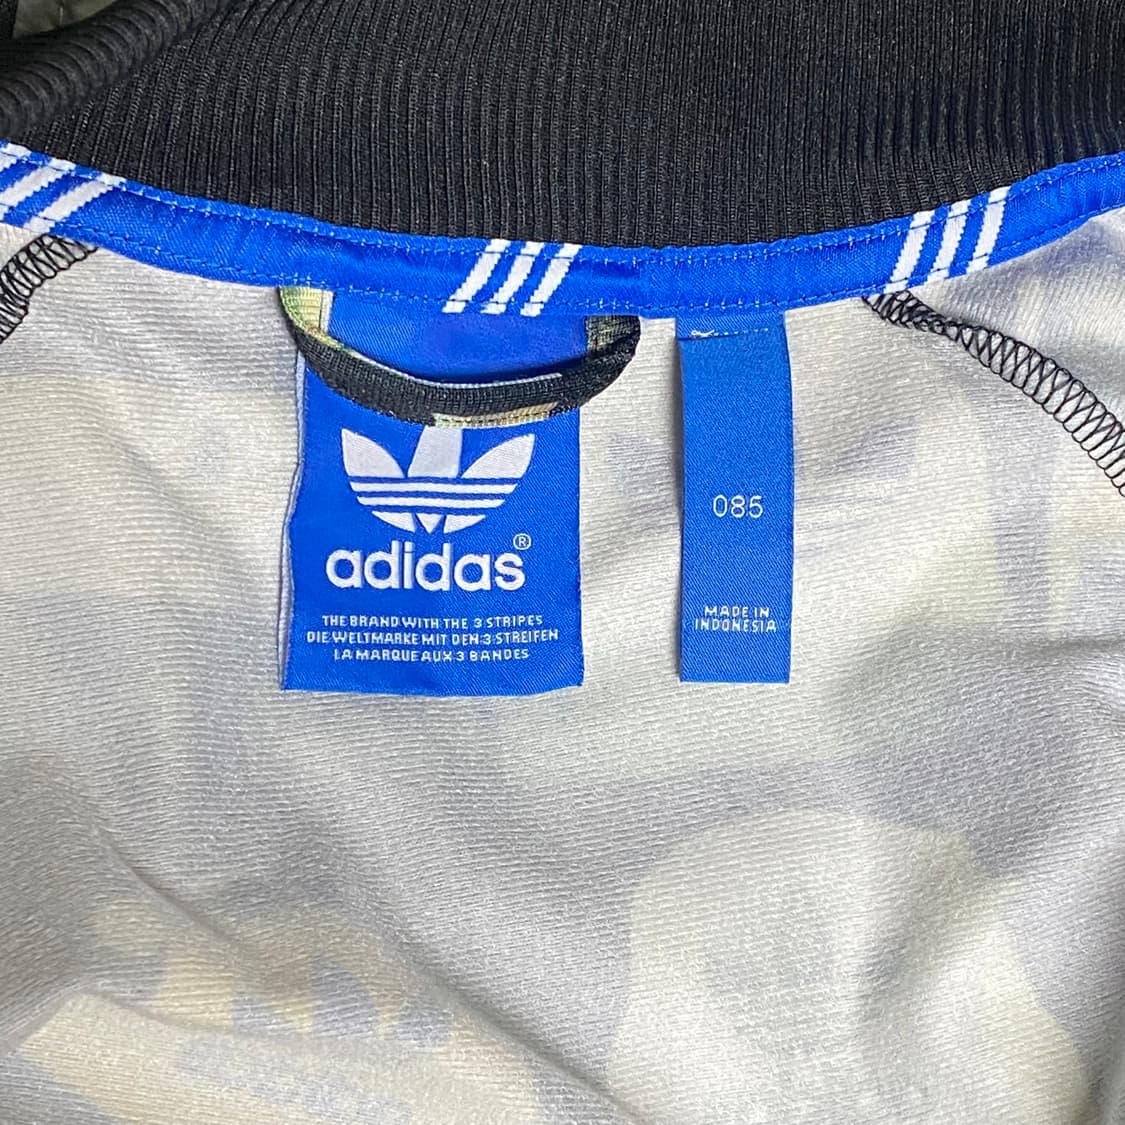 adidas®
THE BRAND WITH THE 3 STRIPES
DIE WELTMARKE MIT DEN 3 STREIFEN
LA MARQUE AUX 3 BANDES
085
MADE IN
INDONESIA